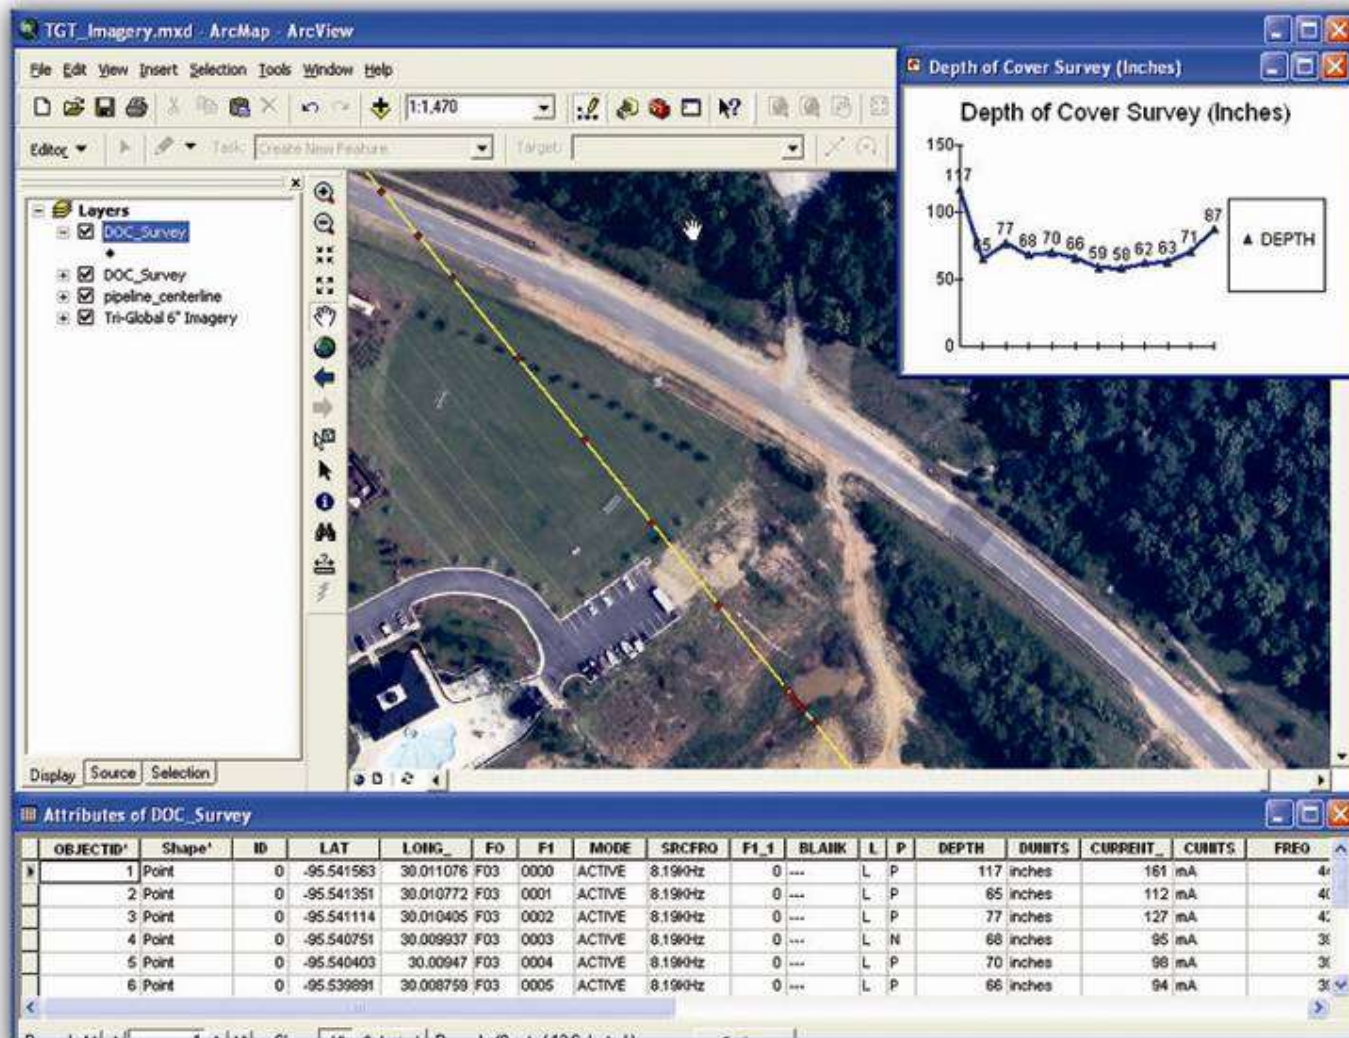 TGT_Imagery.mxd - ArcMap - ArcView
File Edit View Insert Selection Tools Window Help
1:1,470
Editor Task: Create New Feature Target:
Layers
DOC_Survey
DOC_Survey
pipeline_centerline
Tri-Global 6" Imagery
Display Source Selection
Depth of Cover Survey (Inches)
Depth of Cover Survey (Inches)
150
117
100
65 77 68 70 66 59 58 62 63 71 87
DEPTH
50
0
Attributes of DOC_Survey
OBJECTID* Shape* ID LAT LONG_ F0 F1 MODE SRCFRQ F1_1 BLANK L P DEPTH DUNITS CURRENT_ CUNITS FREQ
1 Point 0 -95.541563 30.011076 F03 0000 ACTIVE 8.19KHz 0 --- L P 117 inches 161 mA
2 Point 0 -95.541351 30.010772 F03 0001 ACTIVE 8.19KHz 0 --- L P 65 inches 112 mA
3 Point 0 -95.541114 30.010405 F03 0002 ACTIVE 8.19KHz 0 --- L P 77 inches 127 mA
4 Point 0 -95.540751 30.009937 F03 0003 ACTIVE 8.19KHz 0 --- L N 68 inches 95 mA
5 Point 0 -95.540403 30.00947 F03 0004 ACTIVE 8.19KHz 0 --- L P 70 inches 98 mA
6 Point 0 -95.539891 30.008759 F03 0005 ACTIVE 8.19KHz 0 --- L P 66 inches 94 mA